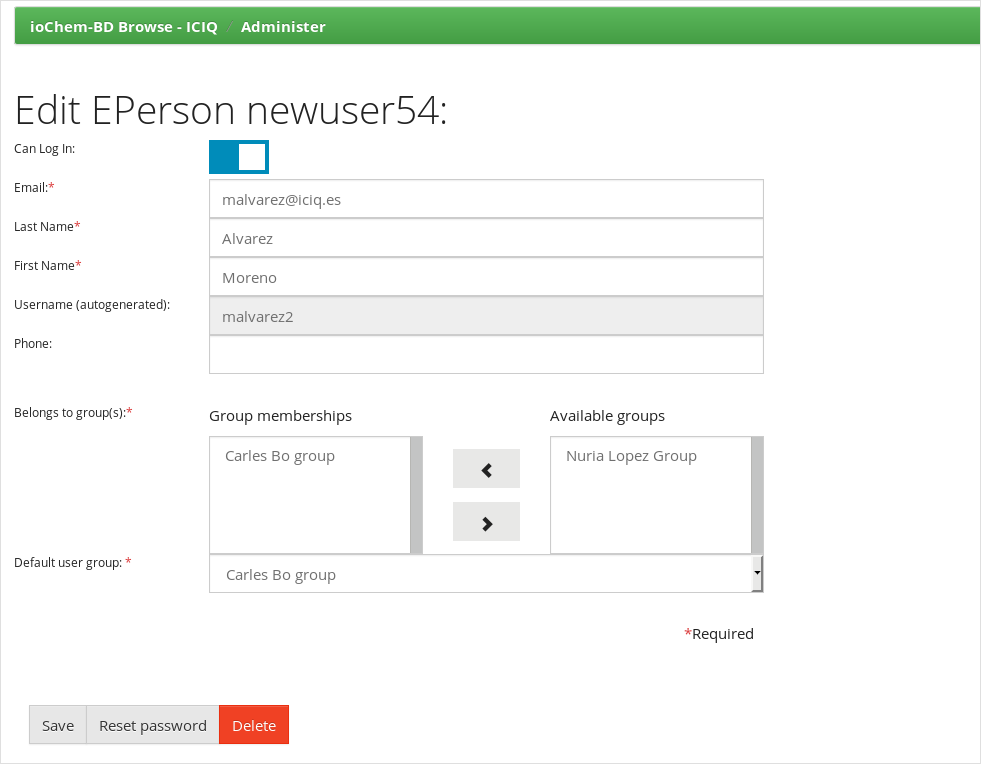 ioChem-BD Browse - ICIQ / Administer
Edit EPerson newuser54:
Can Log In:
Email:* malvarez@iciq.es
Last Name* Alvarez
First Name* Moreno
Username (autogenerated): malvarez2
Phone:
Belongs to group(s):* Group memberships Available groups
Carles Bo group Nuria Lopez Group
Default user group: * Carles Bo group
*Required
Save Reset password Delete